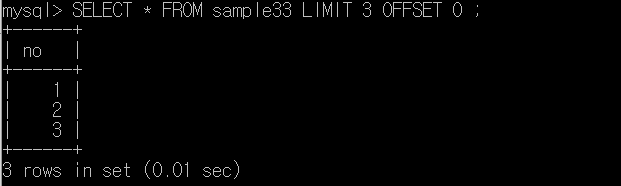 mysql> SELECT * FROM sample33 LIMIT 3 OFFSET 0 ;
+------+
| no   |
+------+
|    1 |
|    2 |
|    3 |
+------+
3 rows in set (0.01 sec)